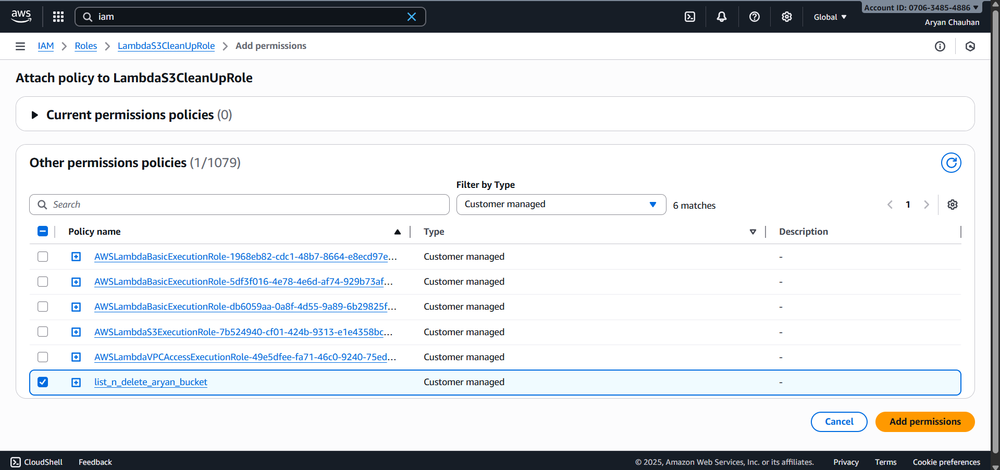 aws
iam
Global
Account ID: 0706-3485-4886
Aryan Chauhan
IAM Roles LambdaS3CleanUpRole Add permissions
Attach policy to LambdaS3CleanUpRole
Current permissions policies (0)
Other permissions policies (1/1079)
Filter by Type
Search
Customer managed
6 matches
1
Policy name Type Description
AWSLambdaBasicExecutionRole-1968eb82-cdc1-48b7-8664-e8ecd97e... Customer managed -
AWSLambdaBasicExecutionRole-5df3f016-4e78-4e6d-af74-929b73af... Customer managed -
AWSLambdaBasicExecutionRole-db6059aa-0a8f-4d55-9a89-6b29825f... Customer managed -
AWSLambdaS3ExecutionRole-7b524940-cf01-424b-9313-e1e4358bc... Customer managed -
AWSLambdaVPCAccessExecutionRole-49e5dfee-fa71-46c0-9240-75ed... Customer managed -
list_n_delete_aryan_bucket Customer managed -
Cancel Add permissions
CloudShell Feedback © 2025, Amazon Web Services, Inc. or its affiliates. Privacy Terms Cookie preferences